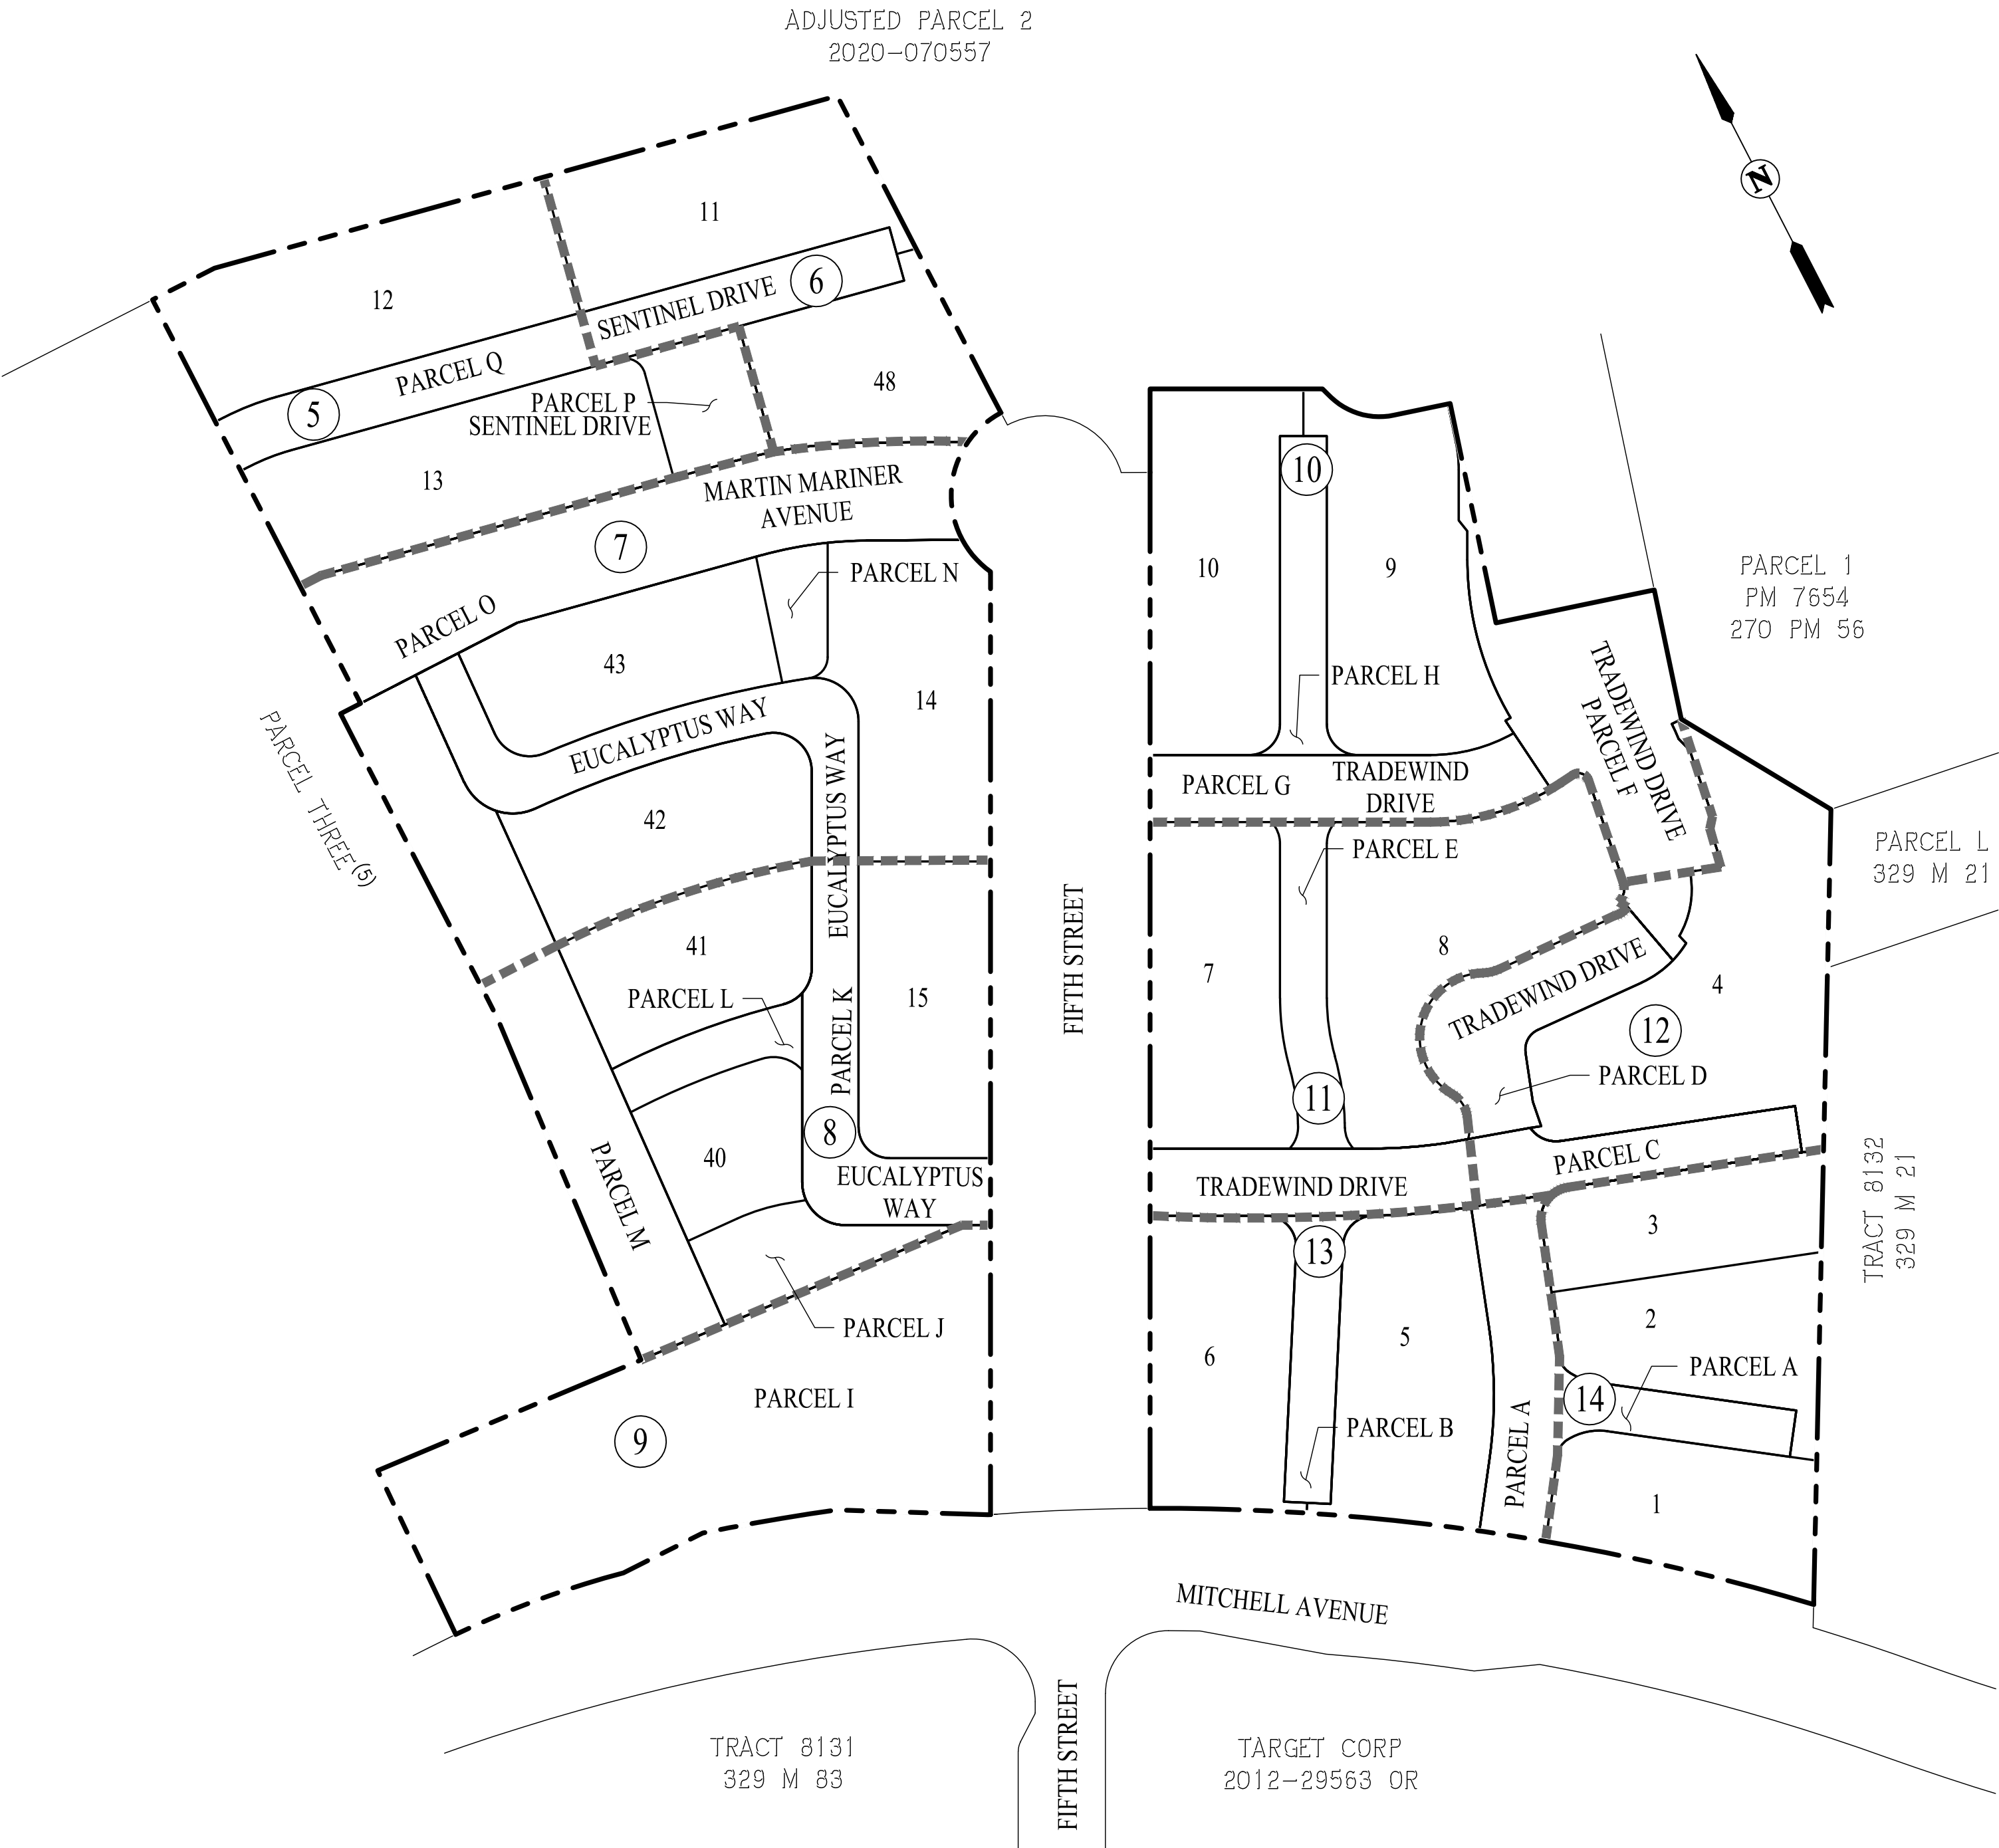 ADJUSTED PARCEL 2
2020-070557
N
11
12
SENTINEL DRIVE
6
PARCEL Q
5
PARCEL P
SENTINEL DRIVE
48
13
MARTIN MARINER
AVENUE
7
PARCEL N
PARCEL O
43
14
EUCALYPTUS WAY
EUCALYPTUS WAY
42
PARCEL THREE(5)
41
PARCEL L
PARCEL K
15
8
40
EUCALYPTUS
WAY
PARCEL M
PARCEL J
PARCEL I
9
FIFTH STREET
10
10
9
PARCEL H
PARCEL G
TRADEWIND
DRIVE
PARCEL 1
PM 7654
270 PM 56
TRADEWIND DRIVE
PARCEL F
PARCEL E
7
8
PARCEL L
329 M 21
TRADEWIND DRIVE
4
12
PARCEL D
11
PARCEL C
TRADEWIND DRIVE
TRACT 8132
329 M 21
13
3
2
6
5
PARCEL A
14
PARCEL B
PARCEL A
1
MITCHELL AVENUE
FIFTH STREET
TRACT 8131
329 M 83
TARGET CORP
2012-29563 OR